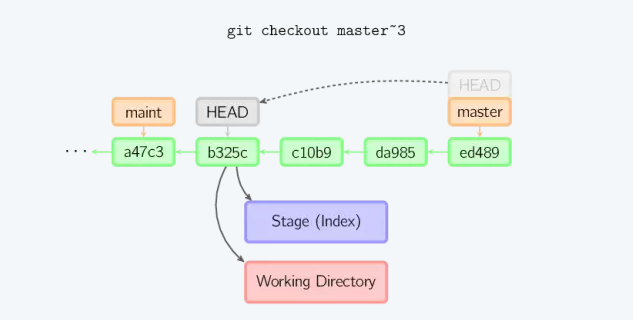 git checkout master~3
HEAD
maint
HEAD
master
... a47c3 b325c c10b9 da985 ed489
Stage (Index)
Working Directory